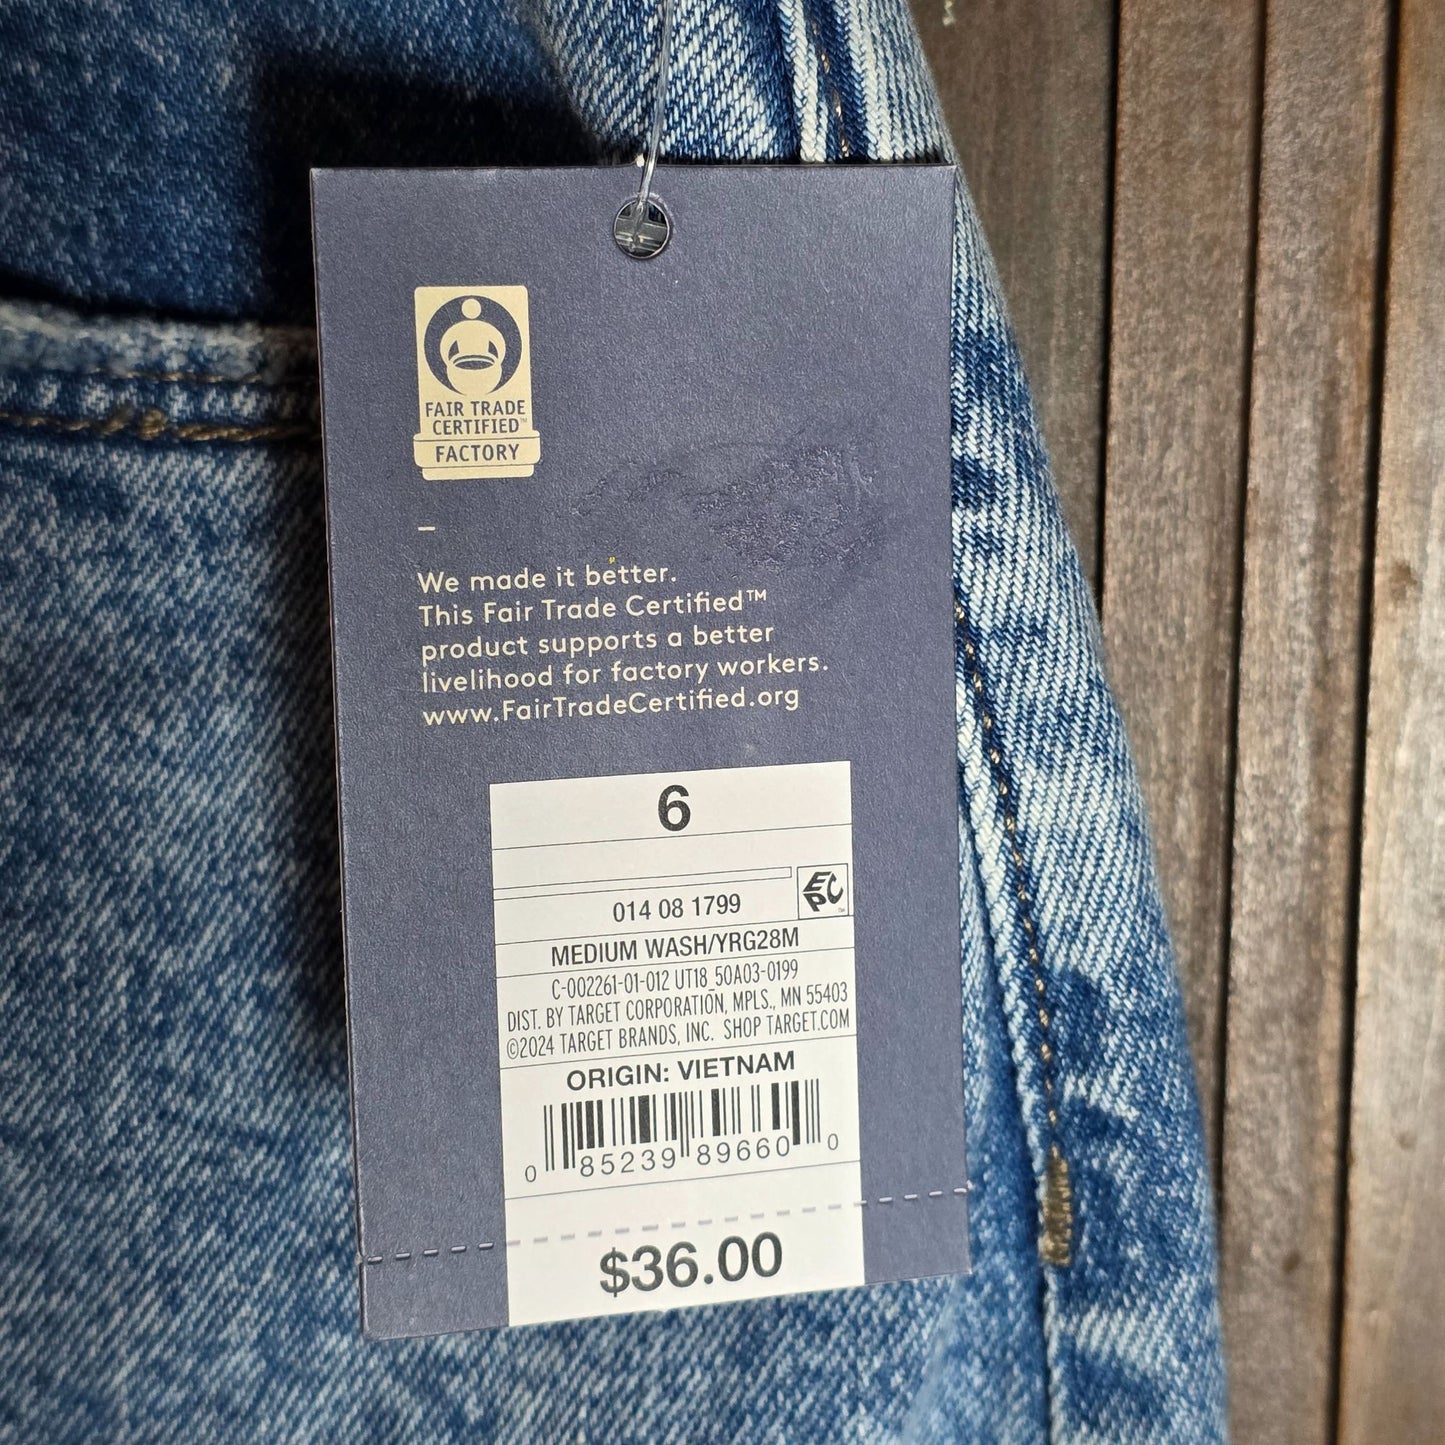 FAIR TRADE
CERTIFIED™
FACTORY
–
We made it better.
This Fair Trade Certified™
product supports a better
livelihood for factory workers.
www.FairTradeCertified.org
6
EPC™
014 08 1799
MEDIUM WASH/YRG28M
C-002261-01-012 UT18_50A03-0199
DIST. BY TARGET CORPORATION, MPLS., MN 55403
©2024 TARGET BRANDS, INC. SHOP TARGET.COM
ORIGIN: VIETNAM
0 85239 89660 0
$36.00